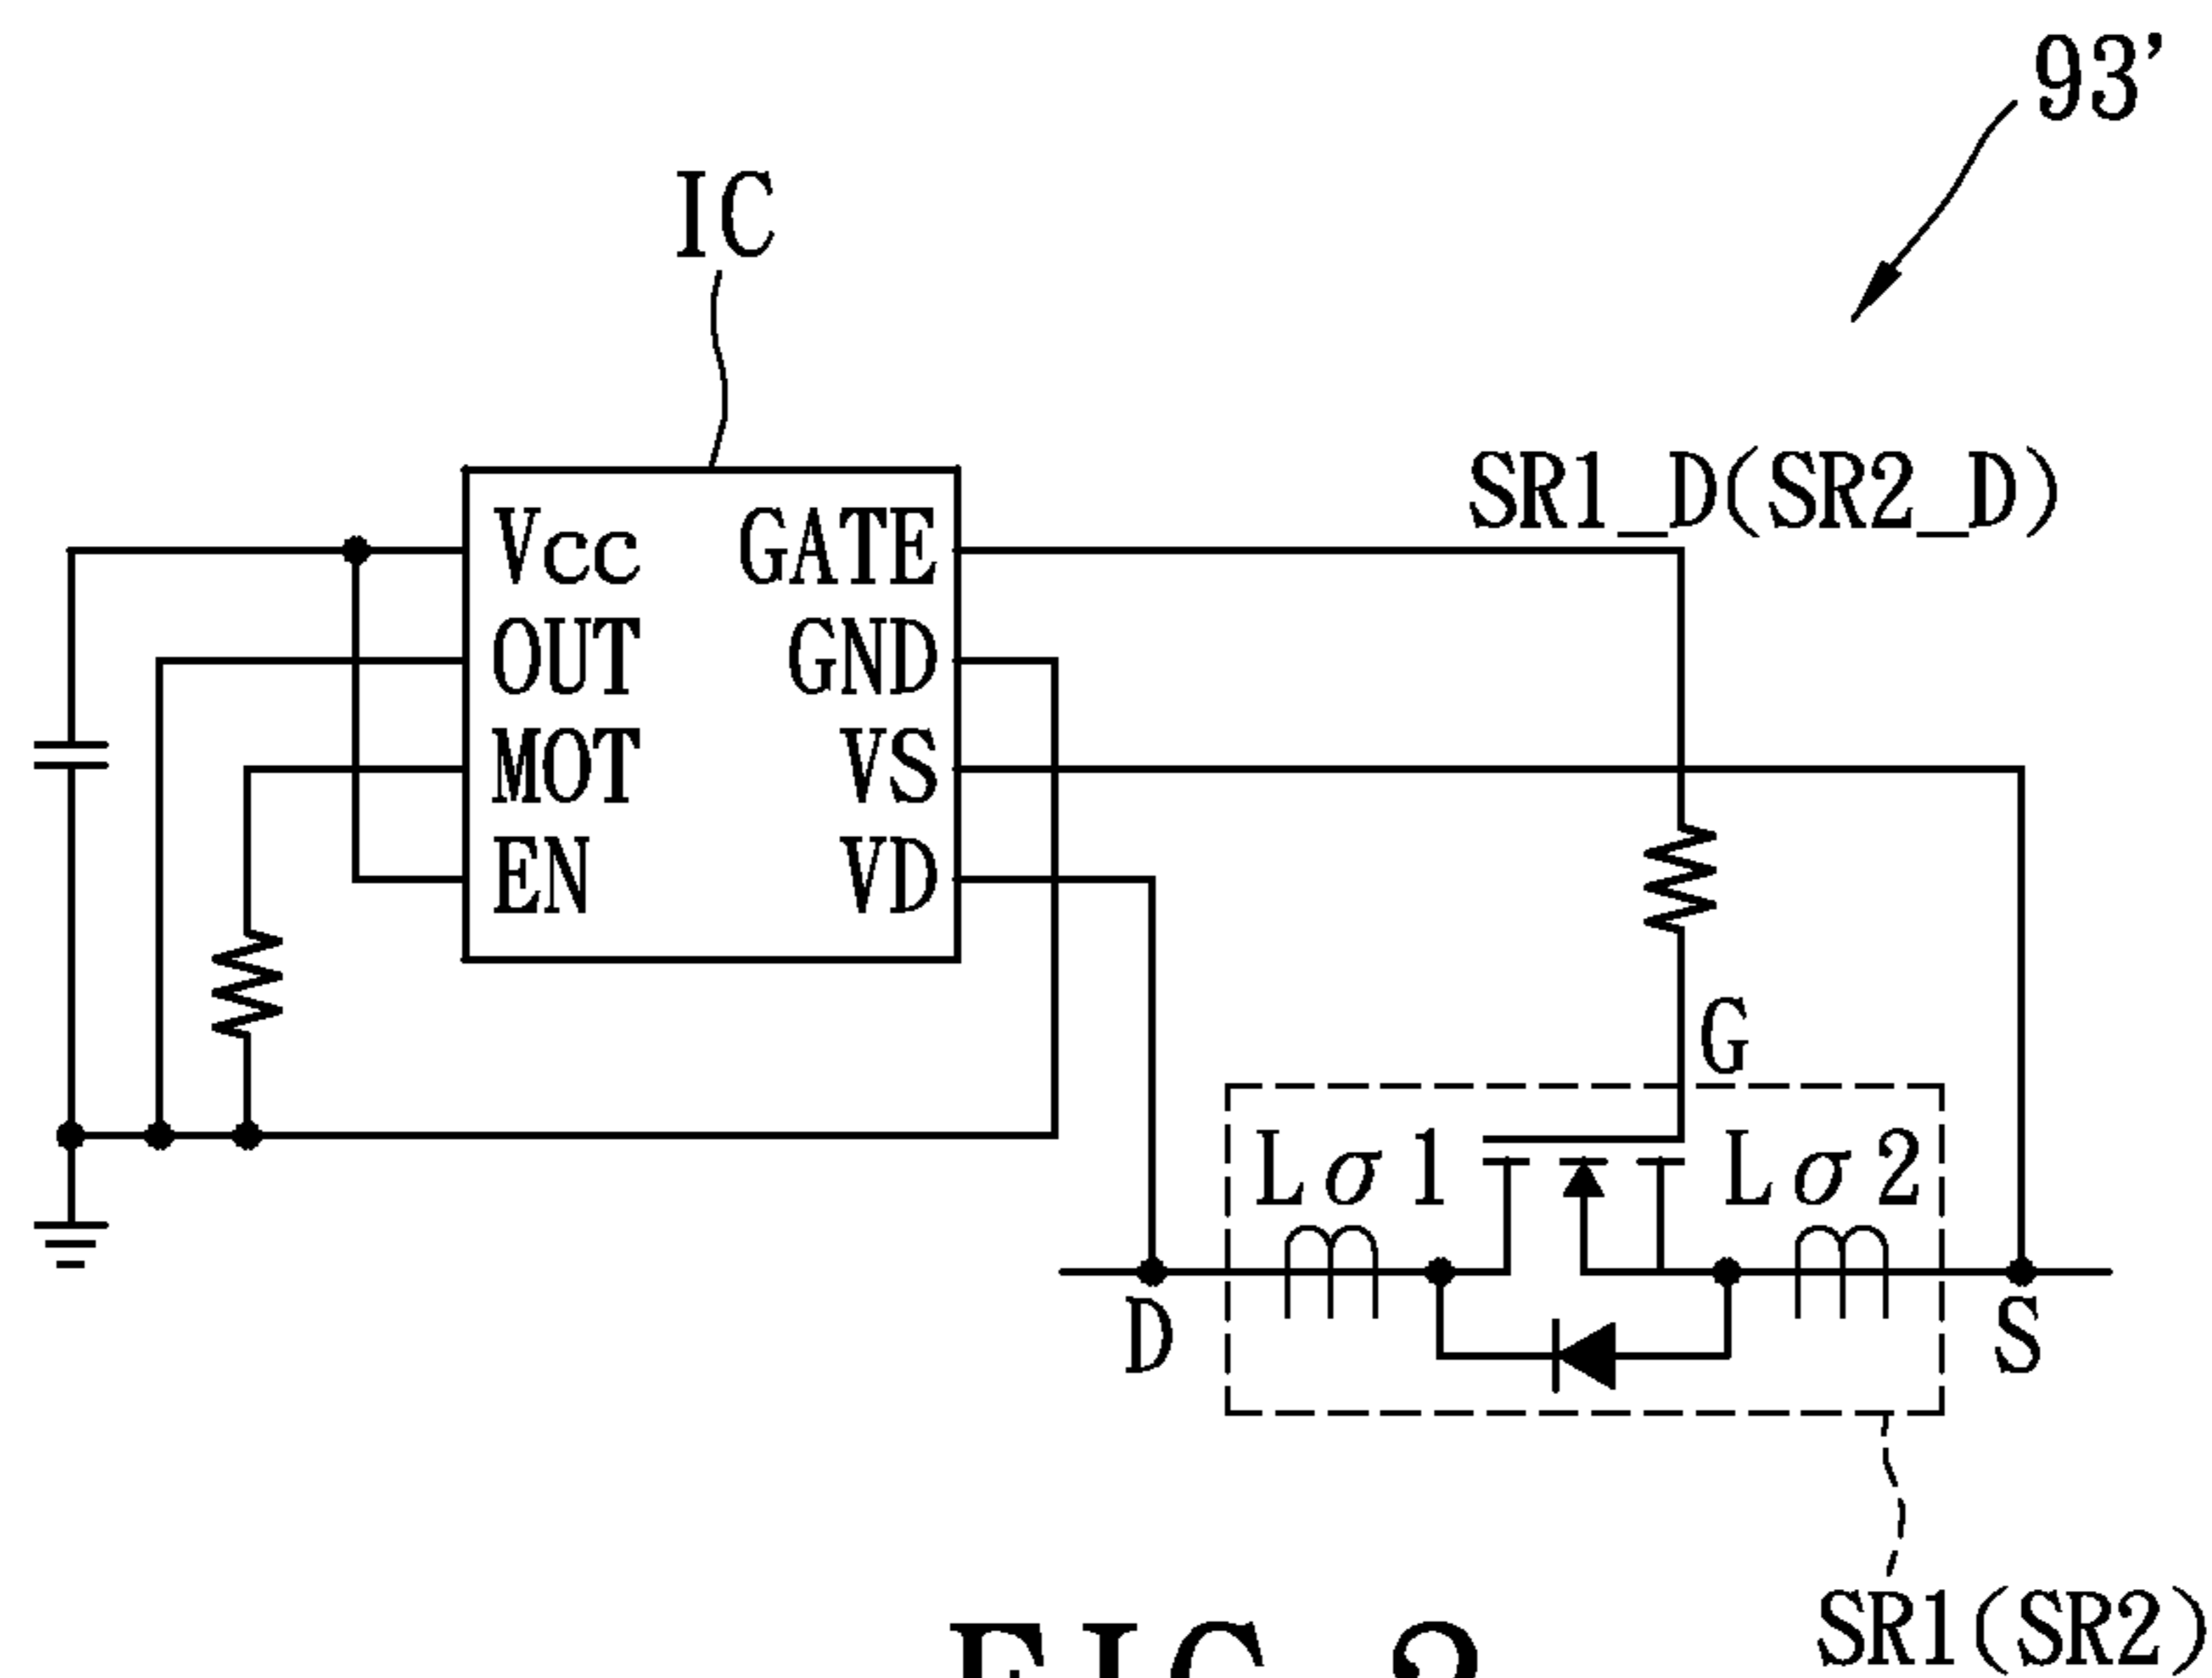 93'
IC
SR1_D(SR2_D)
Vcc GATE
OUT GND
MOT VS
EN VD
G
Lσ1 Lσ2
D S
SR1(SR2)